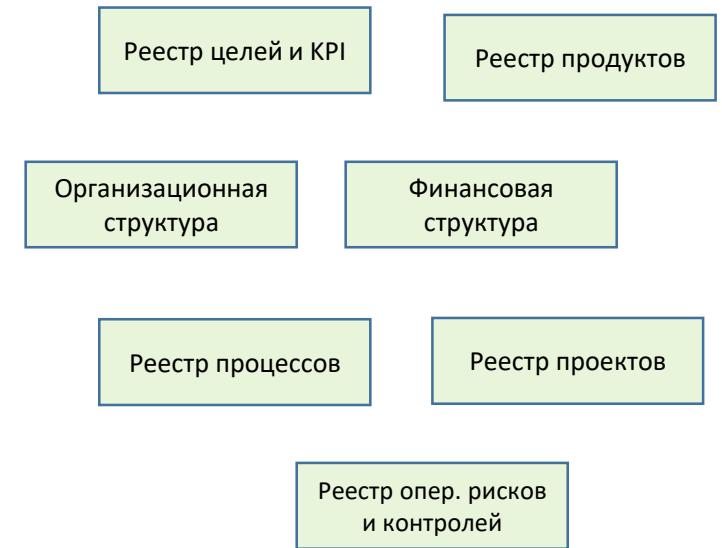 Реестр целей и KPI
Реестр продуктов
Организационная
структура
Финансовая
структура
Реестр процессов
Реестр проектов
Реестр опер. рисков
и контролей